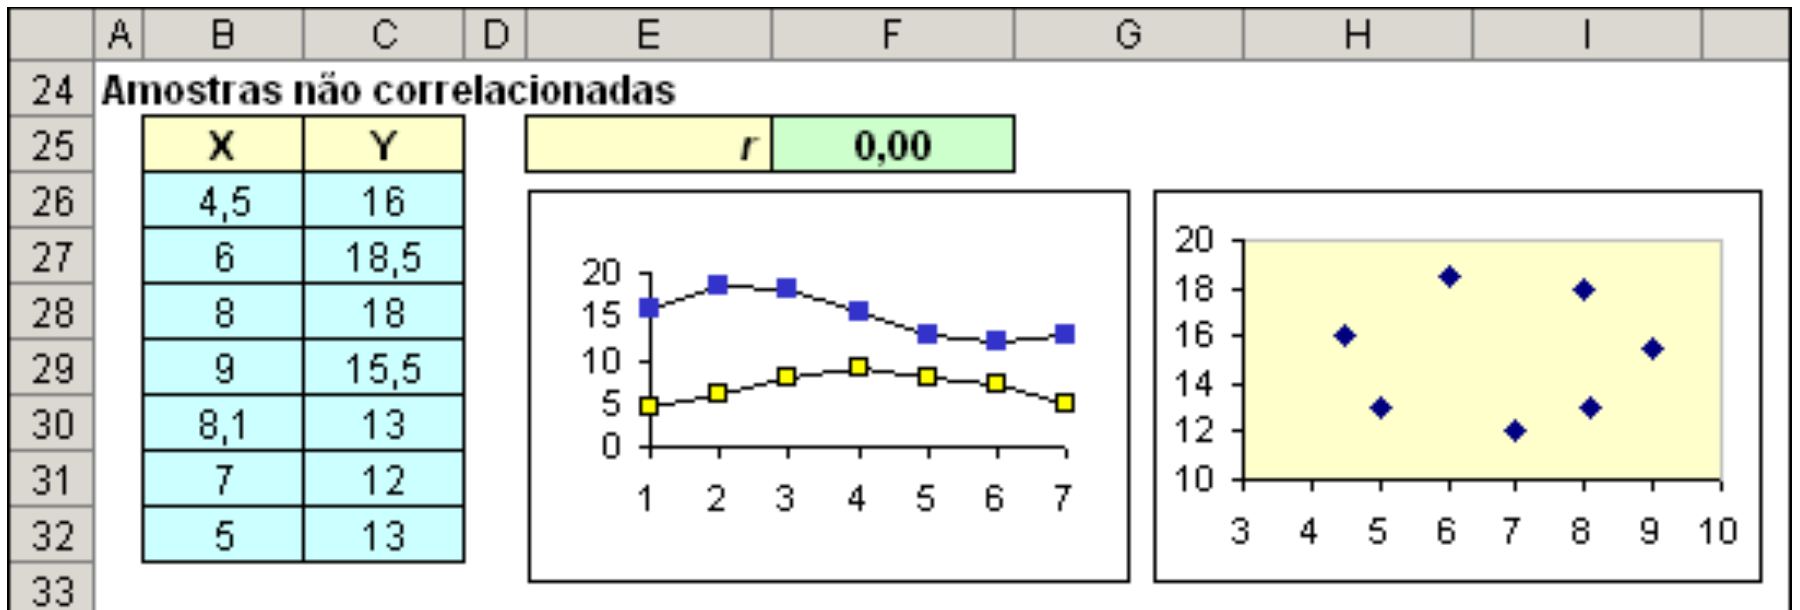 A B C D E F G H I
24 Amostras não correlacionadas
25 X Y r 0,00
26 4,5 16
27 6 18,5
28 8 18
29 9 15,5
30 8,1 13
31 7 12
32 5 13
33
20
15
10
5
0
1 2 3 4 5 6 7
20
18
16
14
12
10
3 4 5 6 7 8 9 10